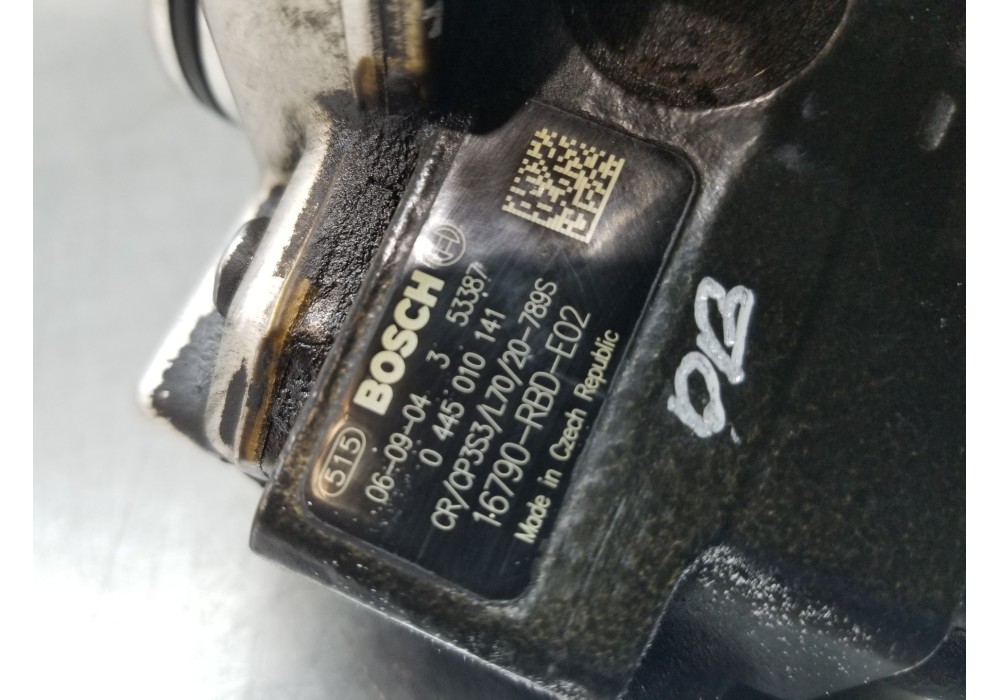 515 BOSCH
06-09-04 3 53387
0 445 010 141
CR/CP3S3/L70/20-789S
16790-RBD-E02
Made in Czech Republic